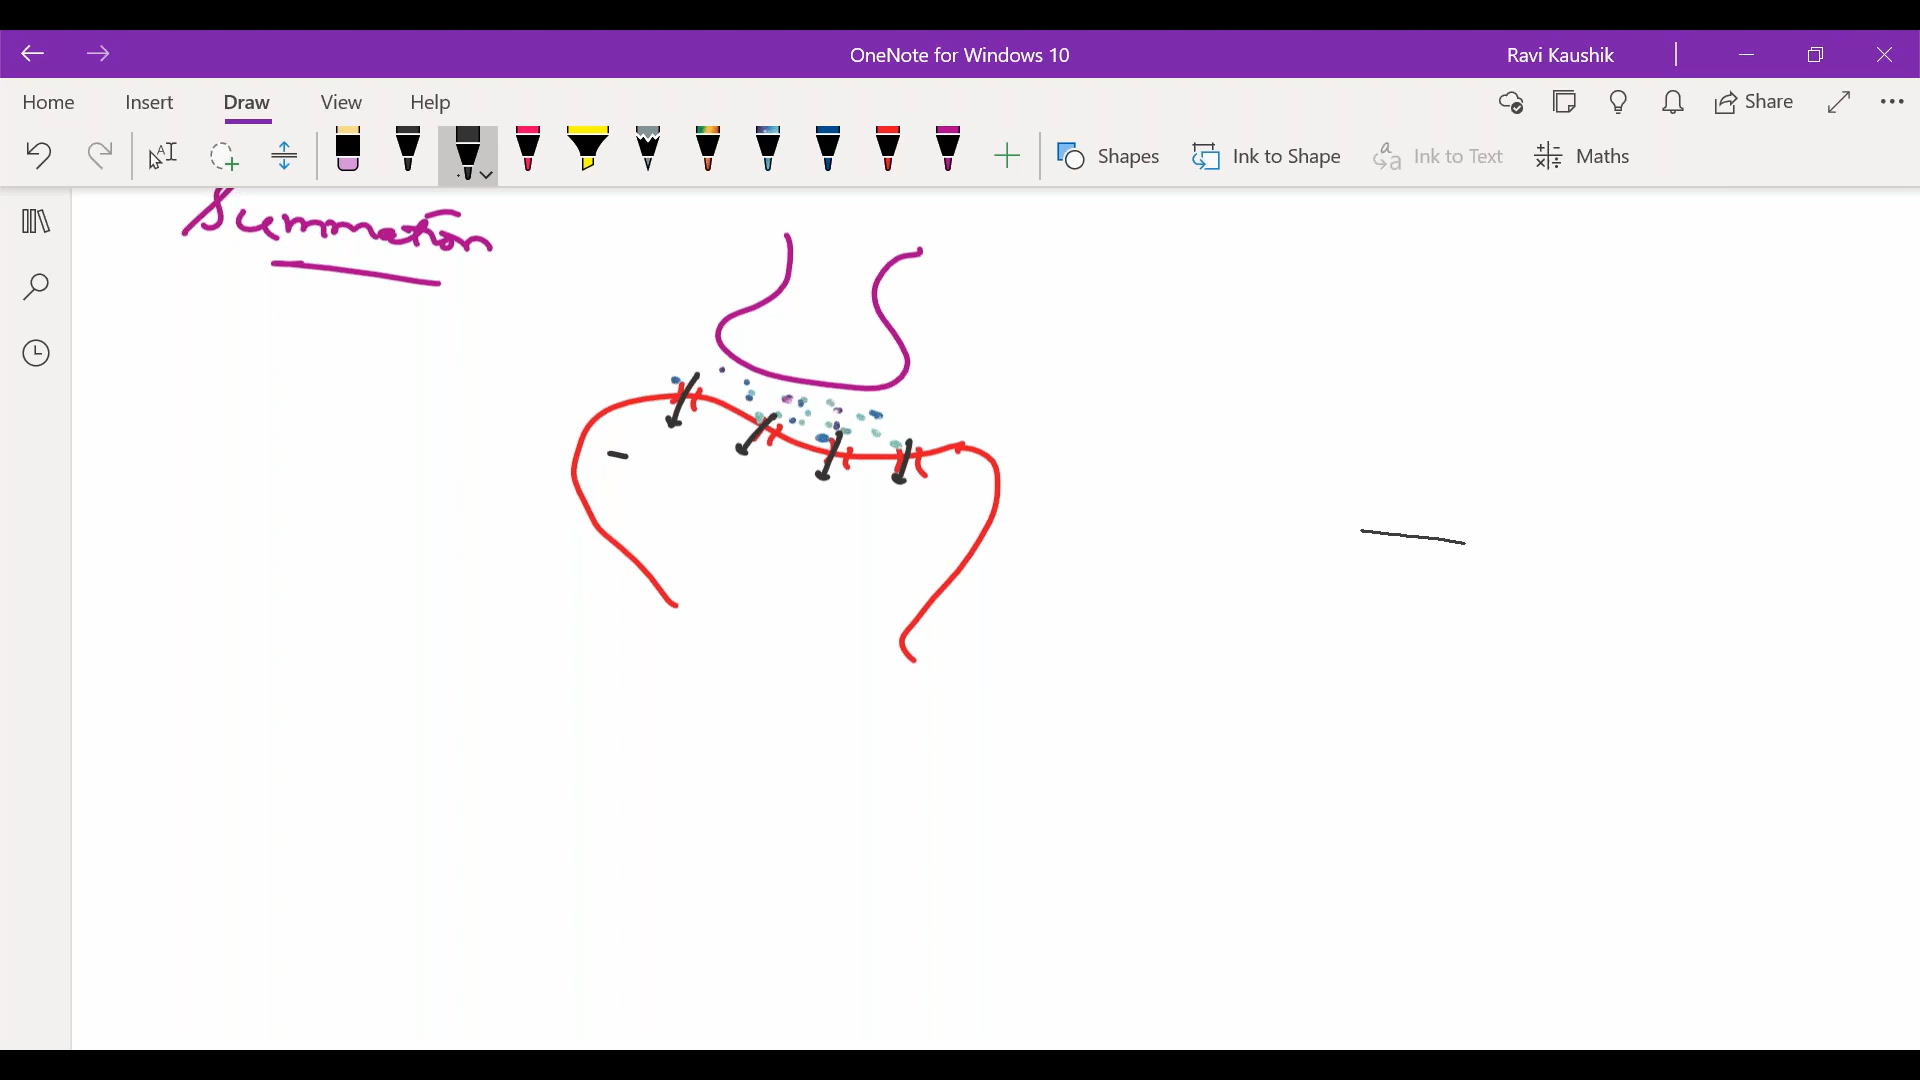 OneNote for Windows 10
Ravi Kaushik
Home Insert Draw View Help
Share
Shapes Ink to Shape Ink to Text Maths
Summation